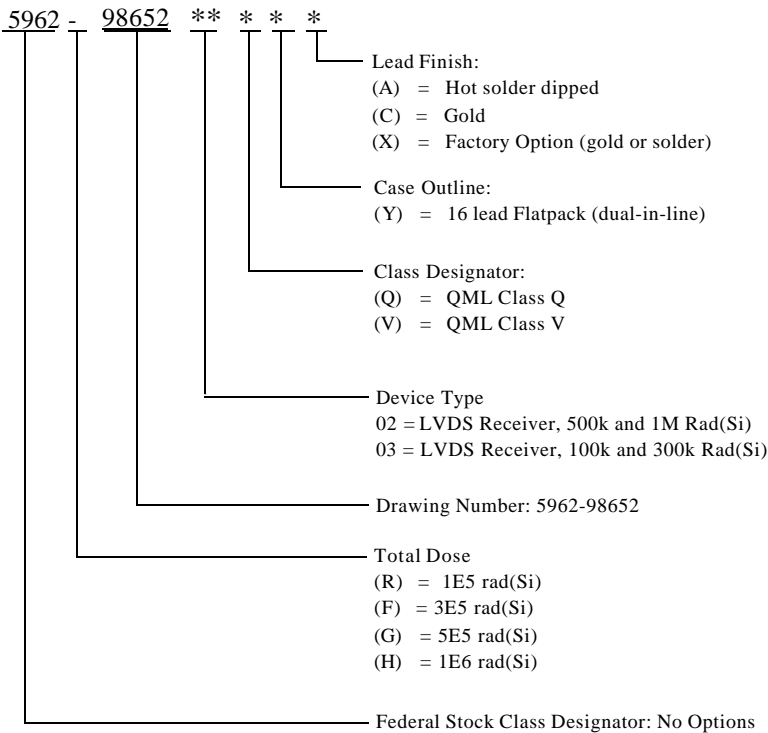 5962 - 98652 ** * * *
Lead Finish:
(A) = Hot solder dipped
(C) = Gold
(X) = Factory Option (gold or solder)
Case Outline:
(Y) = 16 lead Flatpack (dual-in-line)
Class Designator:
(Q) = QML Class Q
(V) = QML Class V
Device Type
02 = LVDS Receiver, 500k and 1M Rad(Si)
03 = LVDS Receiver, 100k and 300k Rad(Si)
Drawing Number: 5962-98652
Total Dose
(R) = 1E5 rad(Si)
(F) = 3E5 rad(Si)
(G) = 5E5 rad(Si)
(H) = 1E6 rad(Si)
Federal Stock Class Designator: No Options